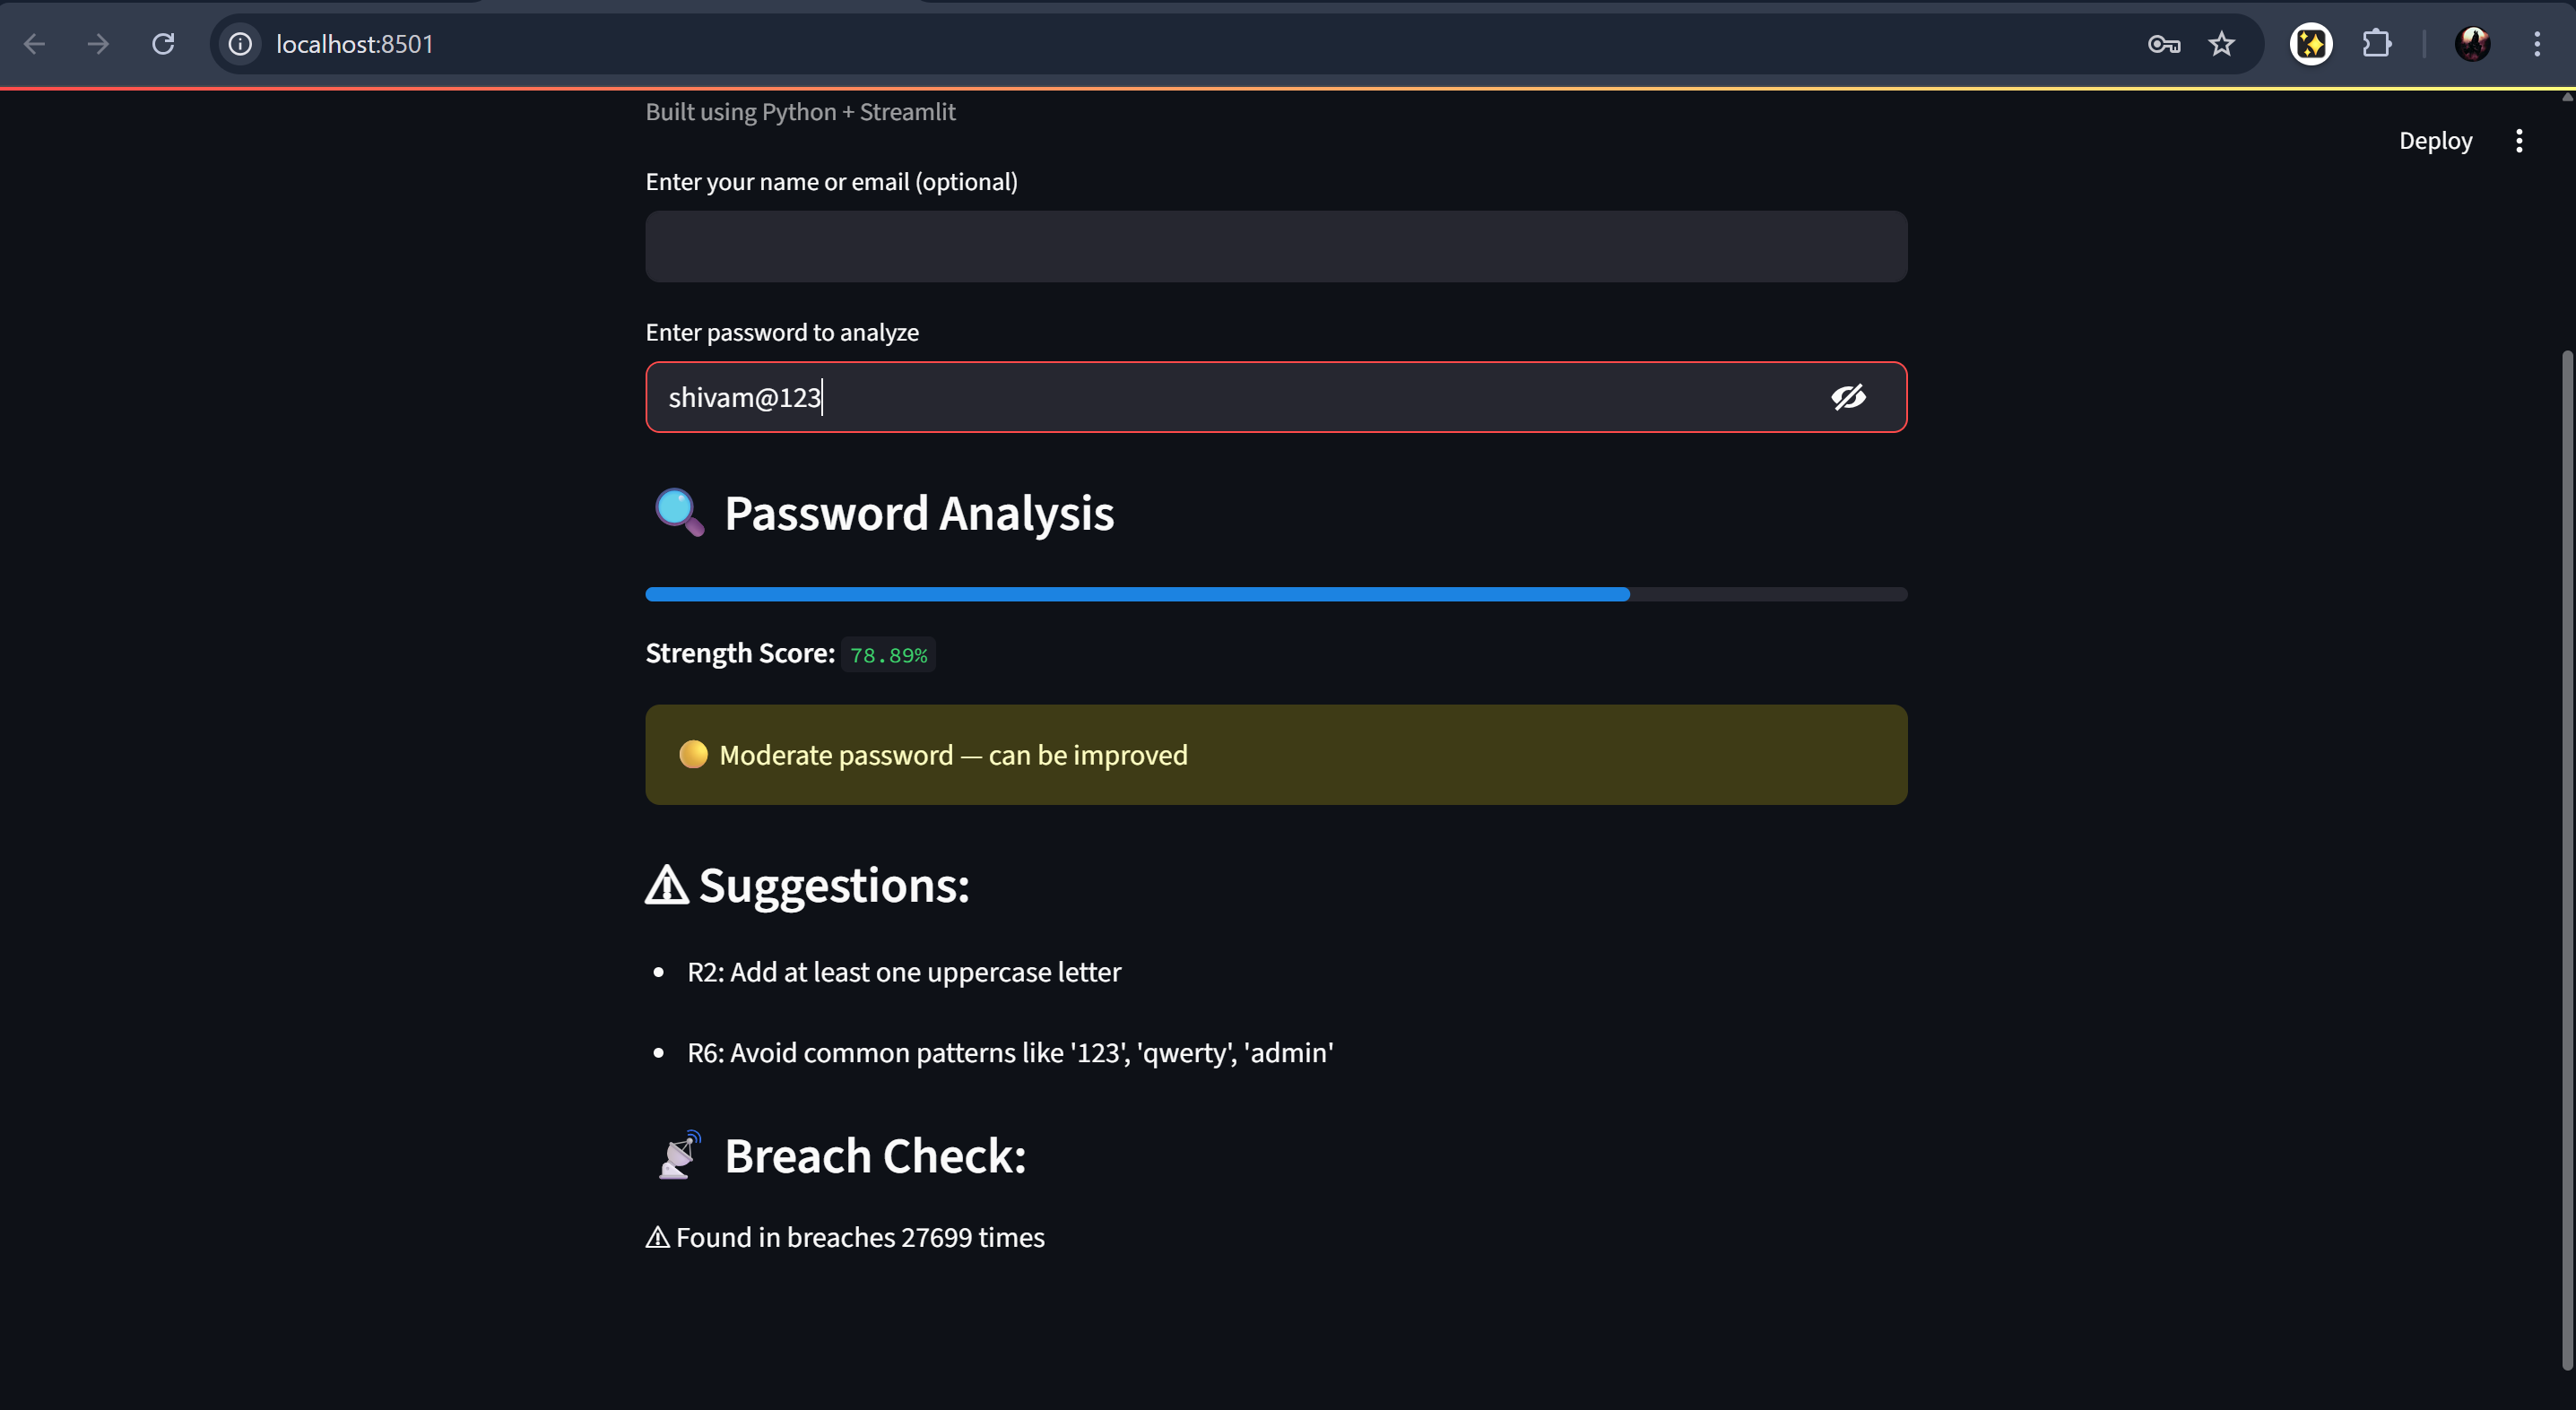 localhost:8501
Built using Python + Streamlit
Deploy
Enter your name or email (optional)
Enter password to analyze
shivam@123
🔍 Password Analysis
Strength Score: 78.89%
🟡 Moderate password — can be improved
⚠ Suggestions:
• R2: Add at least one uppercase letter
• R6: Avoid common patterns like '123', 'qwerty', 'admin'
📡 Breach Check:
⚠ Found in breaches 27699 times